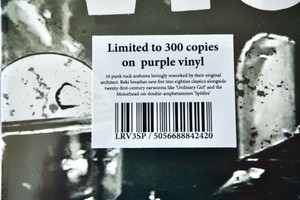 Limited to 300 copies
on purple vinyl
16 punk rock anthems lovingly reworked by their original
architect. Beki breathes new fire into eighties classics alongside
twenty-first-century earworms like 'Ordinary Girl' and the
Motorhead-on-double-amphetamines 'Spitfire'
LRV3SP / 5056688842420